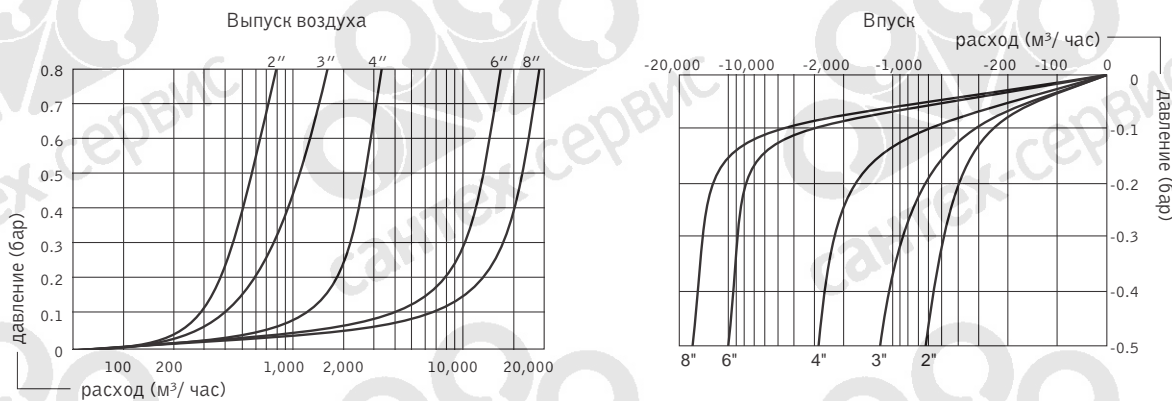 Выпуск воздуха
2″ 3″ 4″ 6″ 8″
0.8
0.7
0.6
0.5
0.4
0.3
0.2
0.1
0
давление (бар)
100 200 1,000 2,000 10,000 20,000
расход (м³/ час)
Впуск
расход (м³/ час)
-20,000 -10,000 -2,000 -1,000 -200 -100 0
0
-0.1
-0.2
-0.3
-0.4
-0.5
давление (бар)
8" 6" 4" 3" 2"
сантех-сервис
сантех-сервис